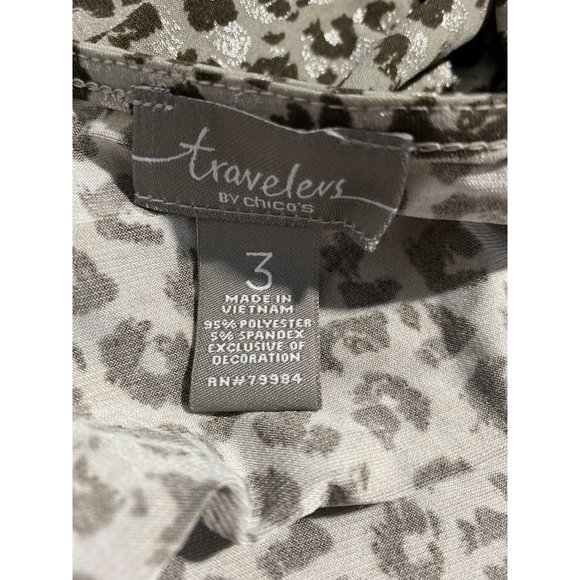 travelers
BY chico's
3
MADE IN
VIETNAM
95% POLYESTER
5% SPANDEX
EXCLUSIVE OF
DECORATION
RN#79984